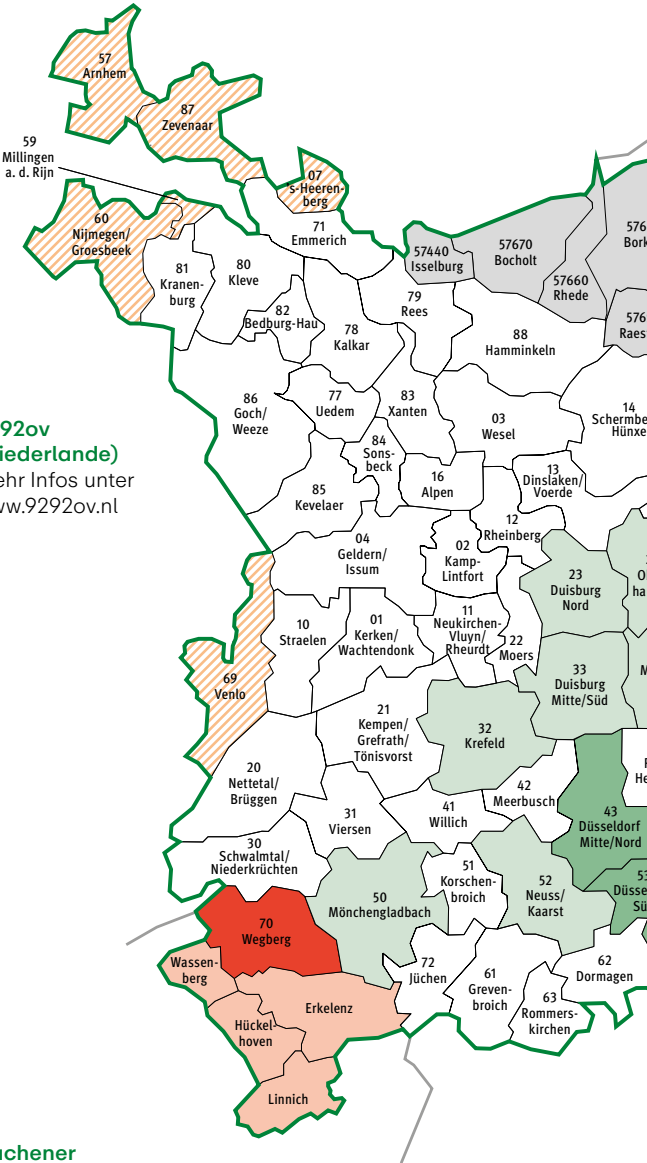 57
Arnhem
87
Zevenaar
59
Millingen
a. d. Rijn
07
's-Heeren-
berg
60
Nijmegen/
Groesbeek
71
Emmerich
57440
Isselburg
57670
Bocholt
57660
Rhede
81
Kranen-
burg
80
Kleve
82
Bedburg-Hau
78
Kalkar
79
Rees
88
Hamminkeln
86
Goch/
Weeze
77
Uedem
83
Xanten
03
Wesel
14
84
Sons-
beck
16
Alpen
13
Dinslaken/
Voerde
85
Kevelaer
12
Rheinberg
04
Geldern/
Issum
02
Kamp-
Lintfort
23
Duisburg
Nord
10
Straelen
01
Kerken/
Wachtendonk
11
Neukirchen-
Vluyn/
Rheurdt
22
Moers
33
Duisburg
Mitte/Süd
69
Venlo
21
Kempen/
Grefrath/
Tönisvorst
32
Krefeld
20
Nettetal/
Brüggen
31
Viersen
41
Willich
42
Meerbusch
43
Düsseldorf
Mitte/Nord
30
Schwalmtal/
Niederkrüchten
50
Mönchengladbach
51
Korschen-
broich
52
Neuss/
Kaarst
70
Wegberg
72
Jüchen
61
Greven-
broich
62
Dormagen
63
Rommers-
kirchen
Wassen-
berg
Erkelenz
Hückel-
hoven
Linnich
92ov
iederlande)
ehr Infos unter
ww.9292ov.nl
achener